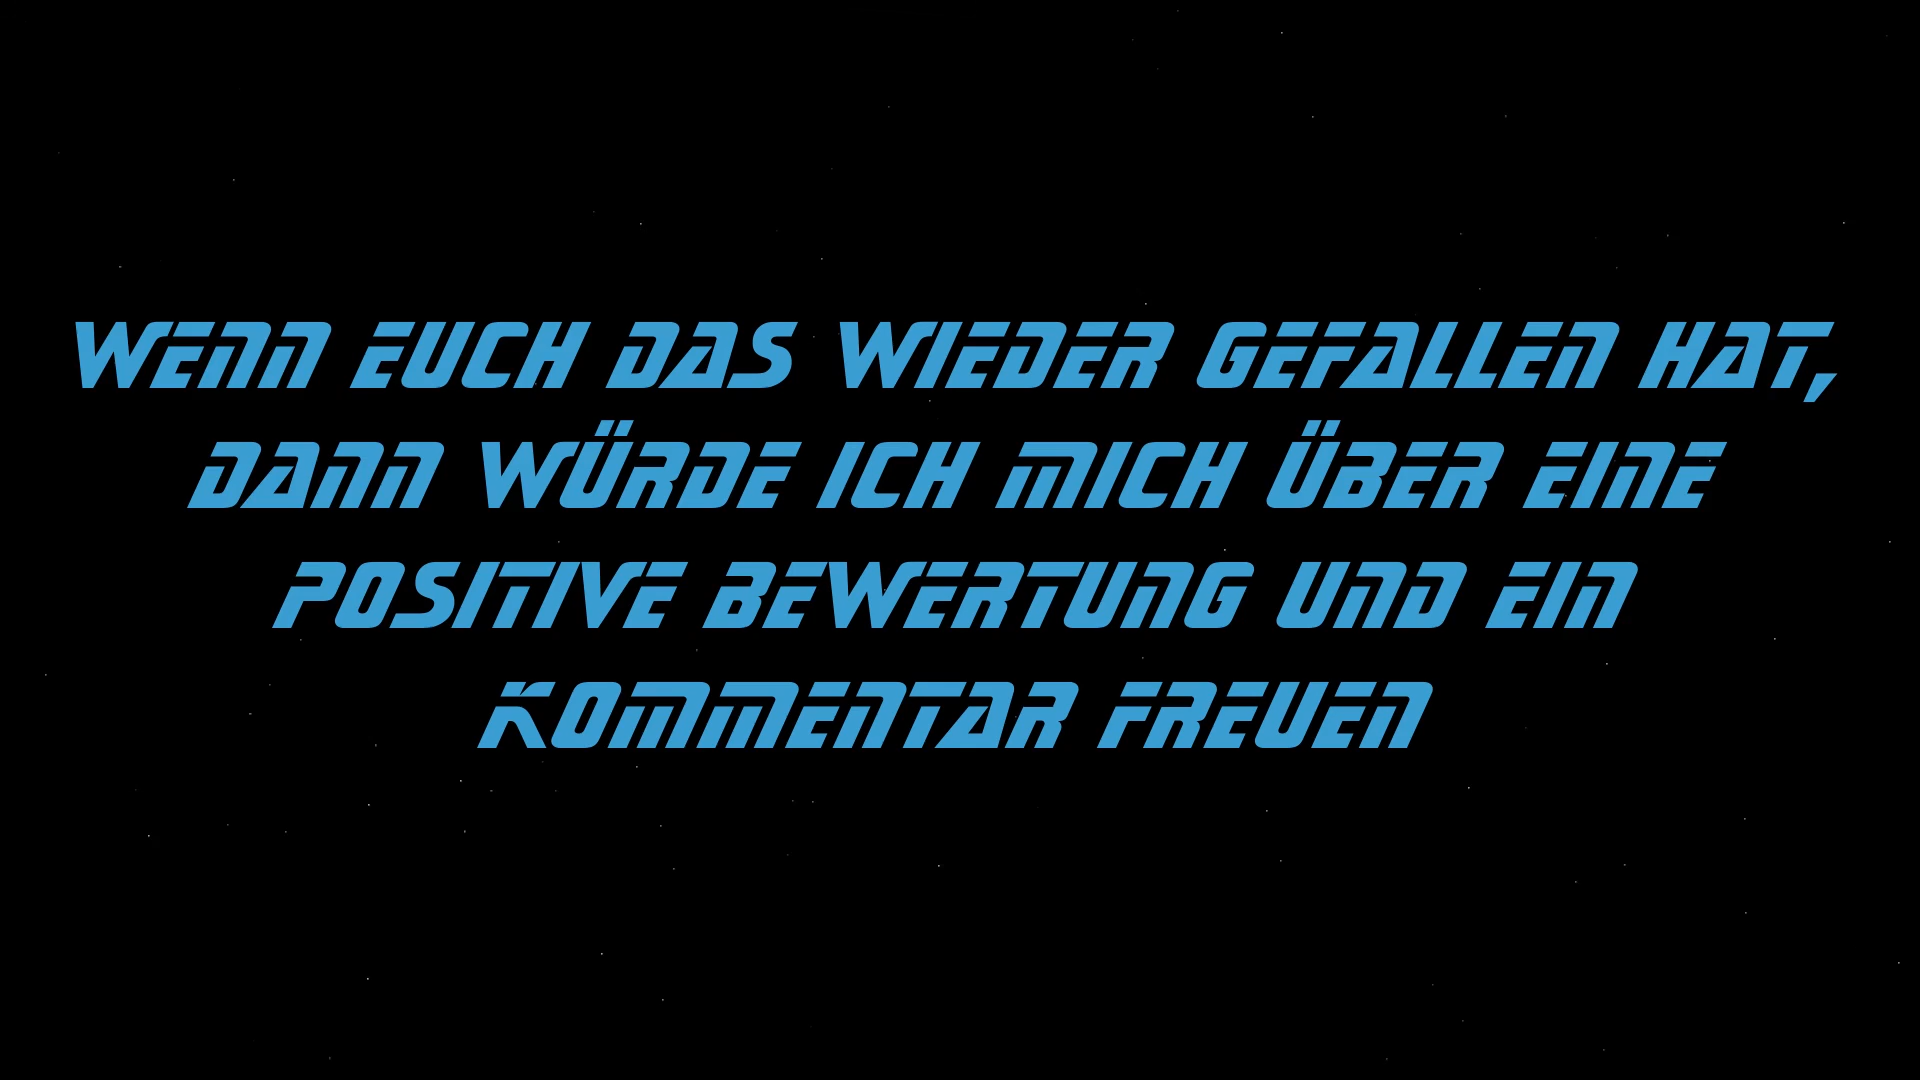 WENN EUCH DAS WIEDER GEFALLEN HAT,
DANN WÜRDE ICH MICH ÜBER EINE
POSITIVE BEWERTUNG UND EIN
KOMMENTAR FREUEN